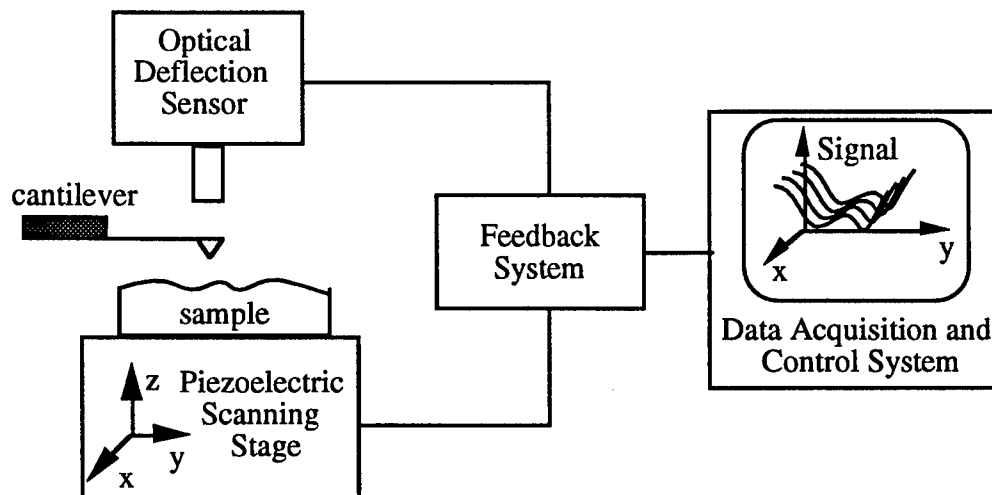 Optical
Deflection
Sensor
cantilever
sample
z
y
x
Piezoelectric
Scanning
Stage
Feedback
System
Signal
y
x
Data Acquisition and
Control System